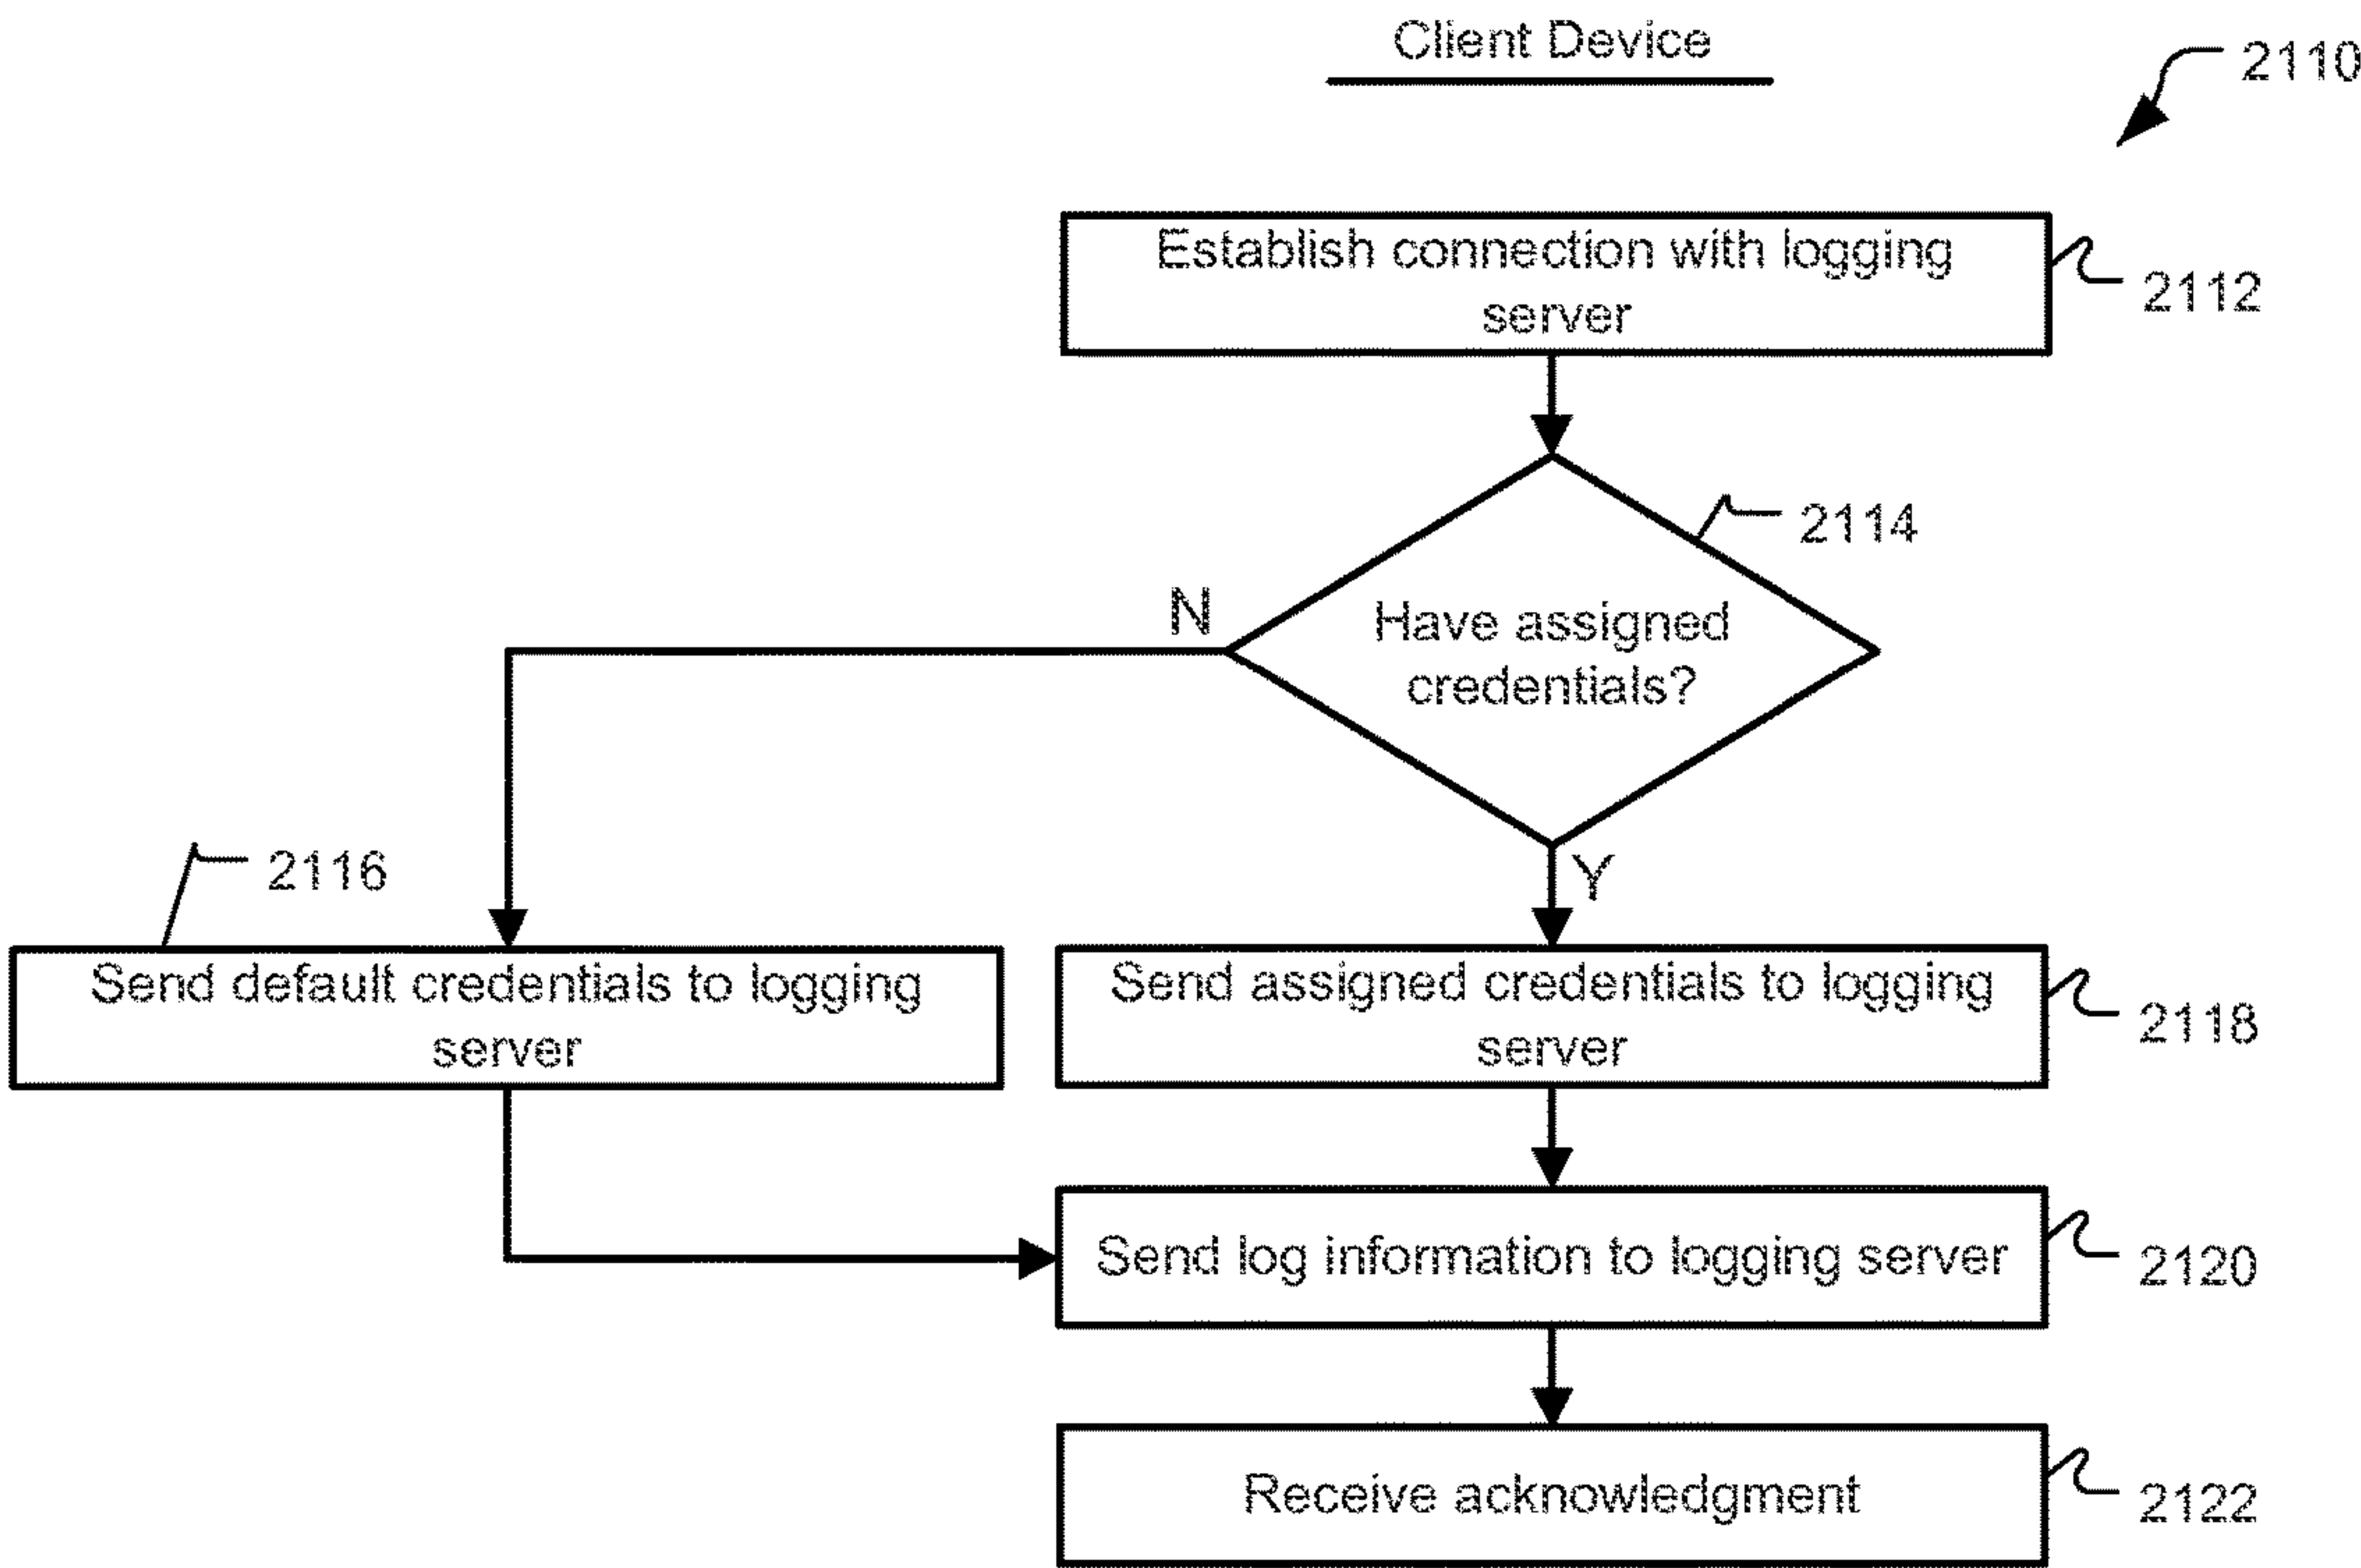 Client Device
2110
Establish connection with logging
server
2112
2114
Have assigned
credentials?
N
Y
2116
Send default credentials to logging
server
Send assigned credentials to logging
server
2118
Send log information to logging server
2120
Receive acknowledgment
2122